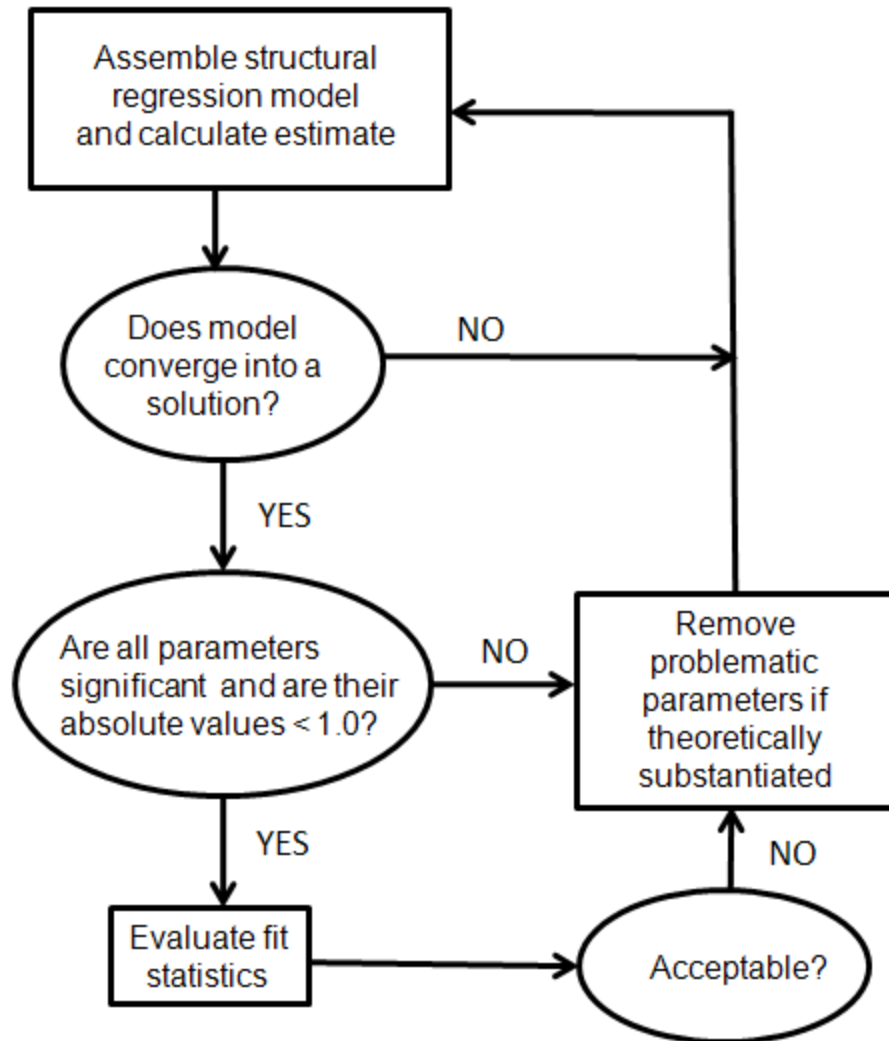 Assemble structural
regression model
and calculate estimate
Does model
converge into a
solution?
NO
YES
Are all parameters
significant and are their
absolute values < 1.0?
NO
Remove
problematic
parameters if
theoretically
substantiated
YES
NO
Evaluate fit
statistics
Acceptable?